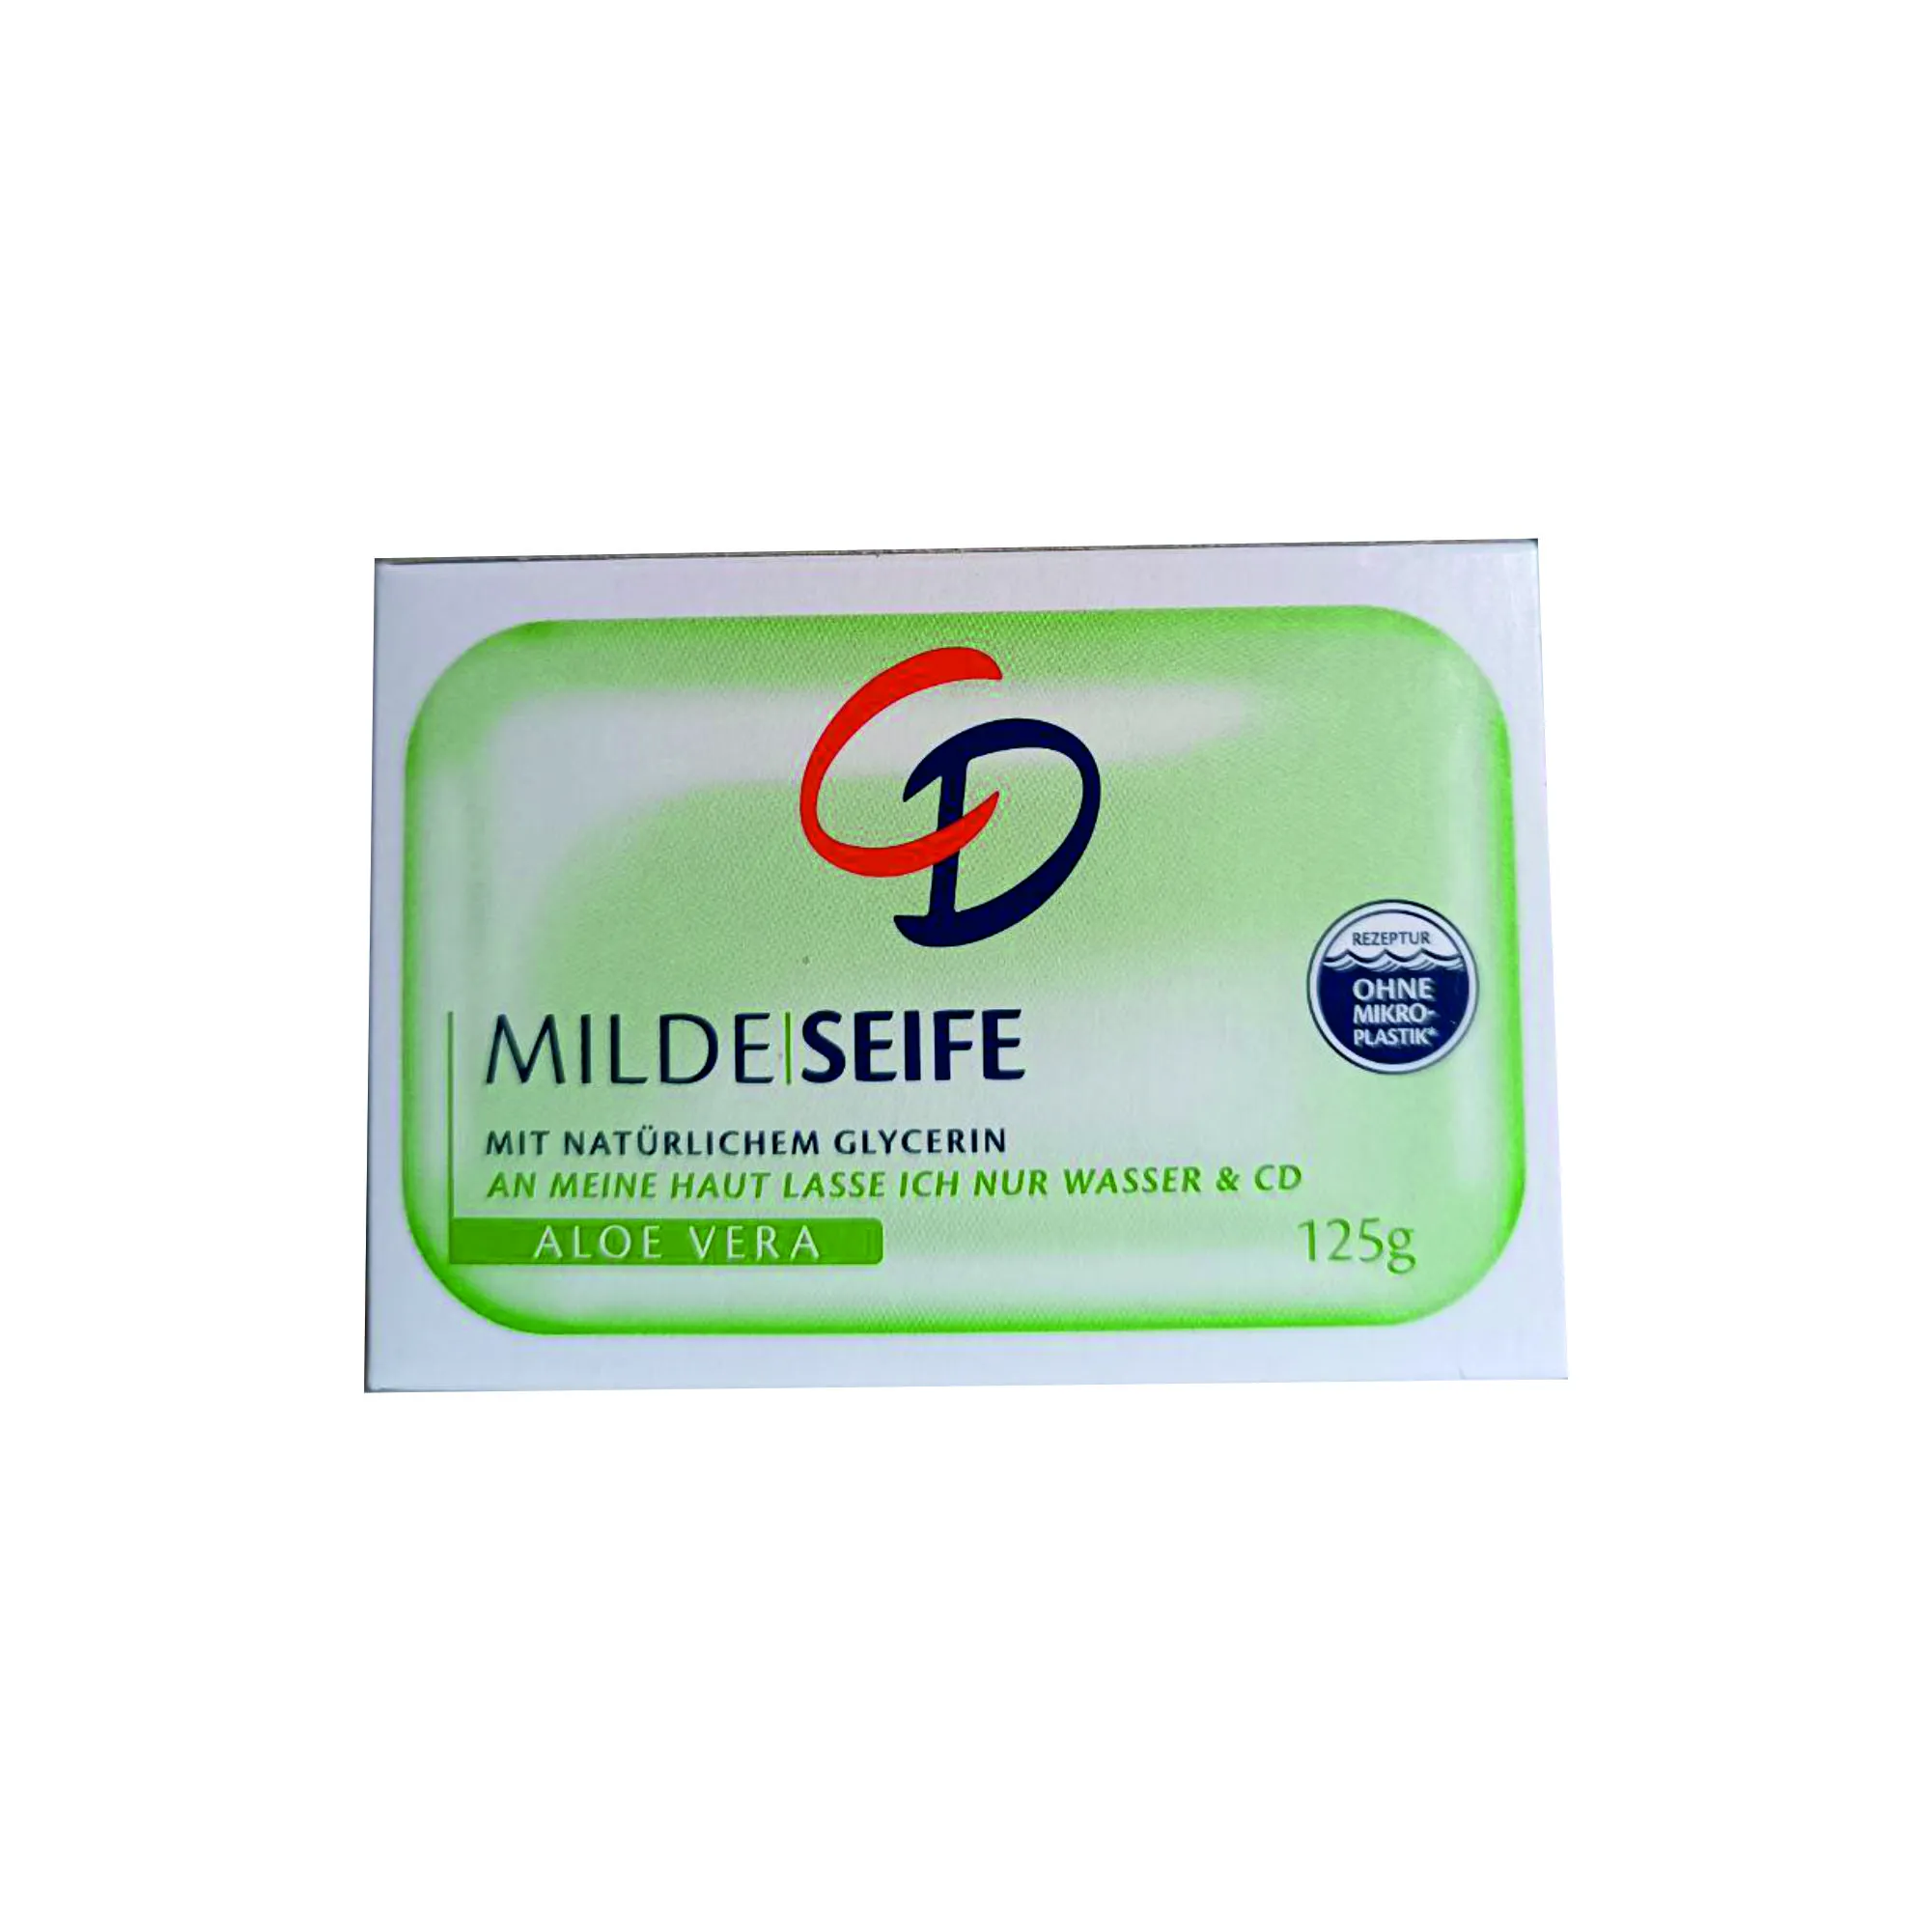 CD
REZEPTUR
OHNE
MIKRO-
PLASTIK*
MILDE|SEIFE
MIT NATÜRLICHEM GLYCERIN
AN MEINE HAUT LASSE ICH NUR WASSER & CD
ALOE VERA
125g